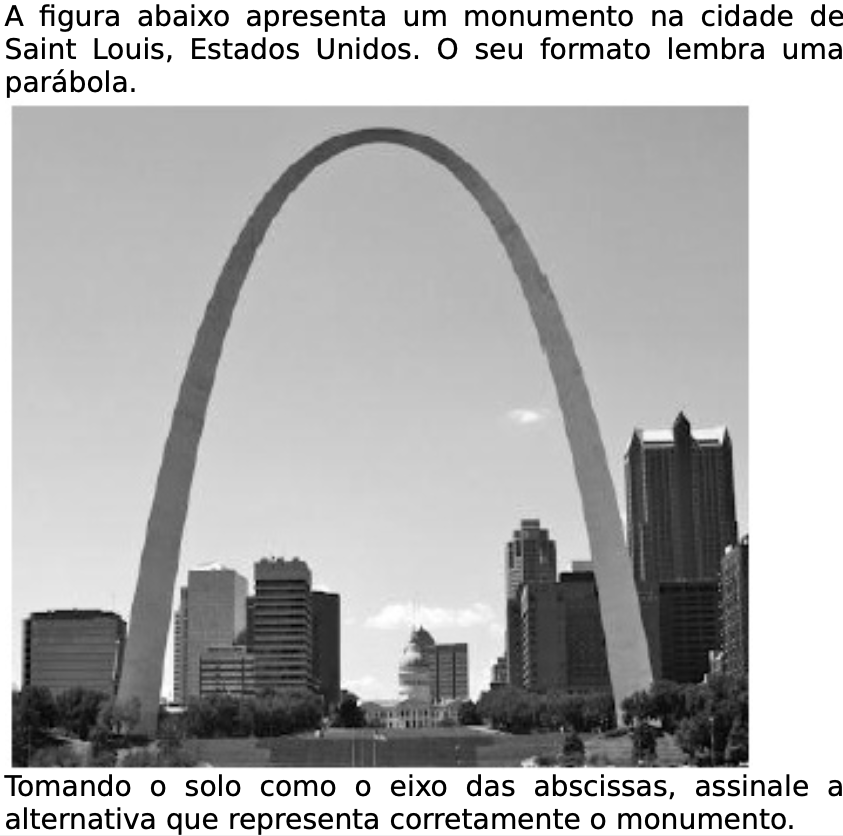 A figura abaixo apresenta um monumento na cidade de
Saint Louis, Estados Unidos. O seu formato lembra uma
parábola.
Tomando o solo como o eixo das abscissas, assinale a
alternativa que representa corretamente o monumento.